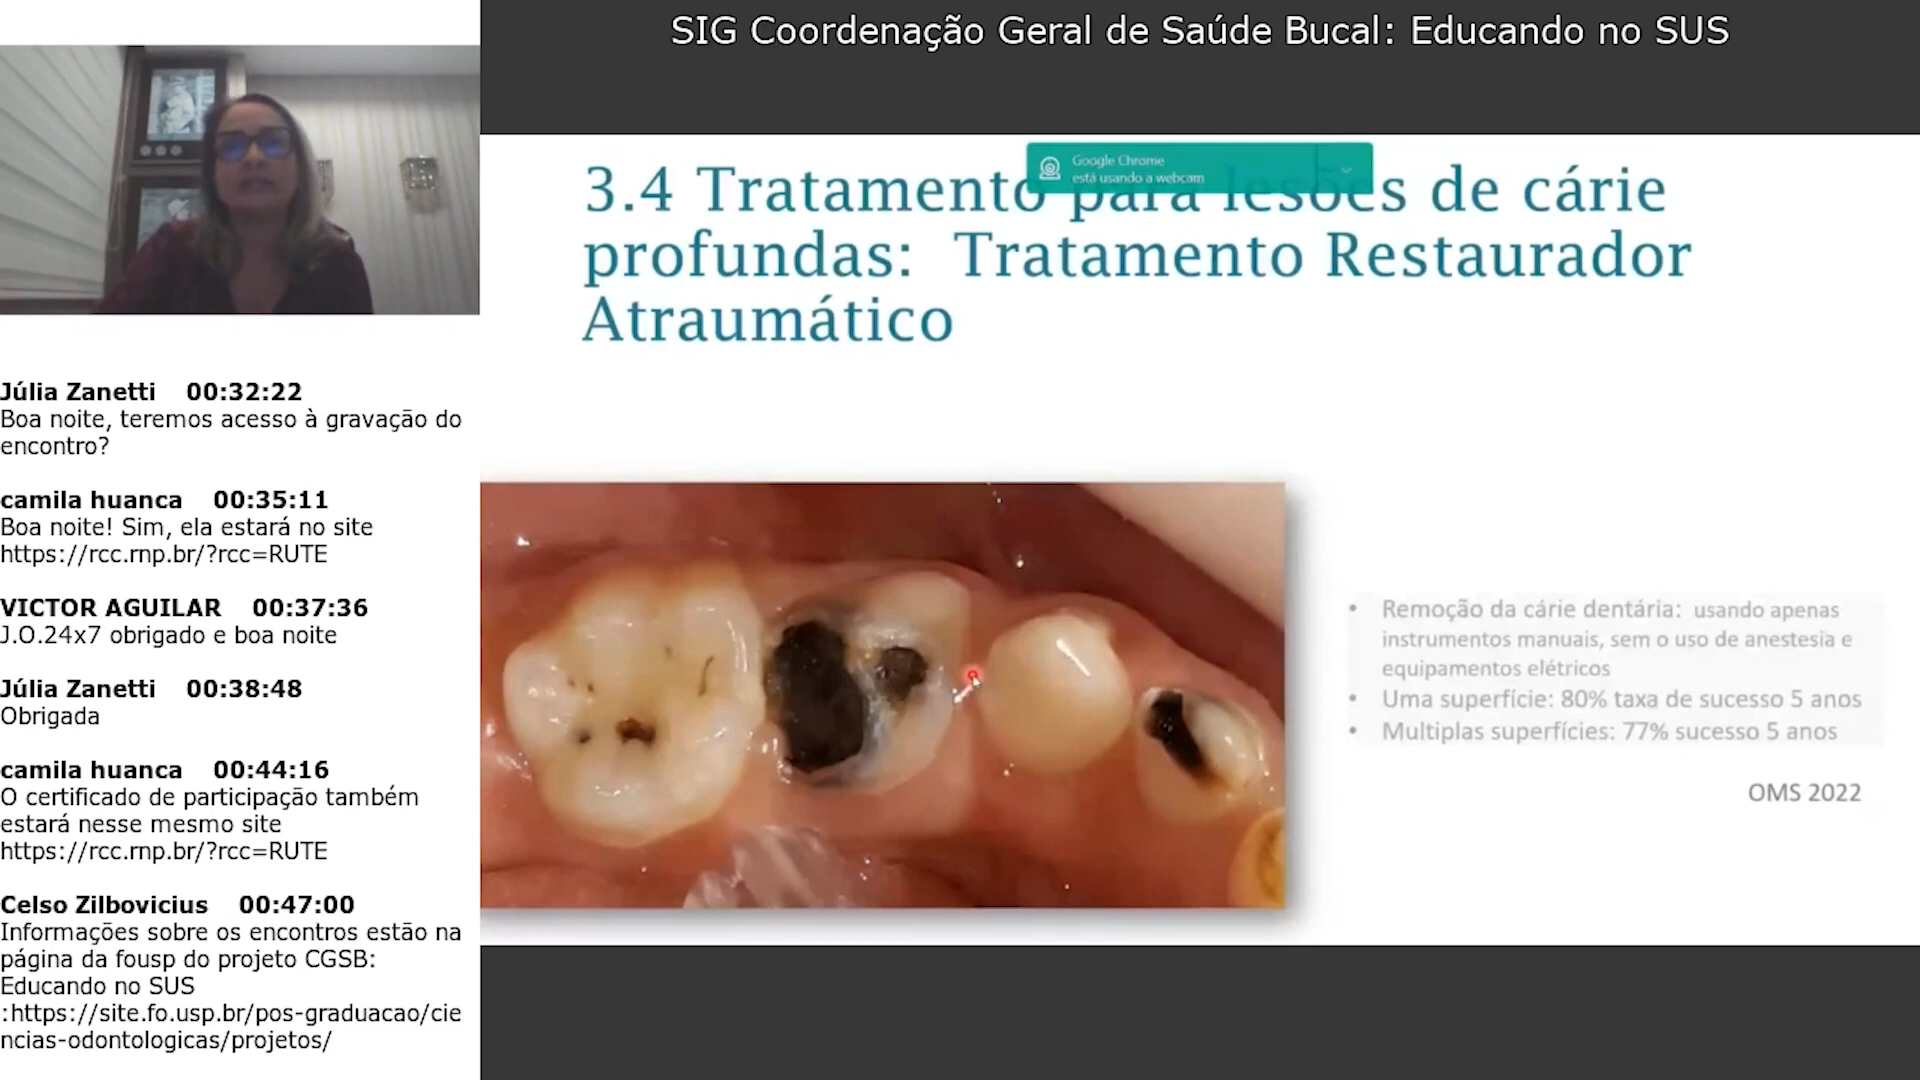 SIG Coordenação Geral de Saúde Bucal: Educando no SUS
Google Chrome
está usando a webcam
3.4 Tratamento para lesões de cárie
profundas: Tratamento Restaurador
Atraumático
Júlia Zanetti 00:32:22
Boa noite, teremos acesso à gravação do
encontro?
camila huanca 00:35:11
Boa noite! Sim, ela estará no site
https://rcc.rnp.br/?rcc=RUTE
VICTOR AGUILAR 00:37:36
J.O.24x7 obrigado e boa noite
Júlia Zanetti 00:38:48
Obrigada
camila huanca 00:44:16
O certificado de participação também
estará nesse mesmo site
https://rcc.rnp.br/?rcc=RUTE
Celso Zilbovicius 00:47:00
Informações sobre os encontros estão na
página da fousp do projeto CGSB:
Educando no SUS
:https://site.fo.usp.br/pos-graduacao/cie
ncias-odontologicas/projetos/
• Remoção da cárie dentária: usando apenas
instrumentos manuais, sem o uso de anestesia e
equipamentos elétricos
• Uma superfície: 80% taxa de sucesso 5 anos
• Multiplas superfícies: 77% sucesso 5 anos
OMS 2022